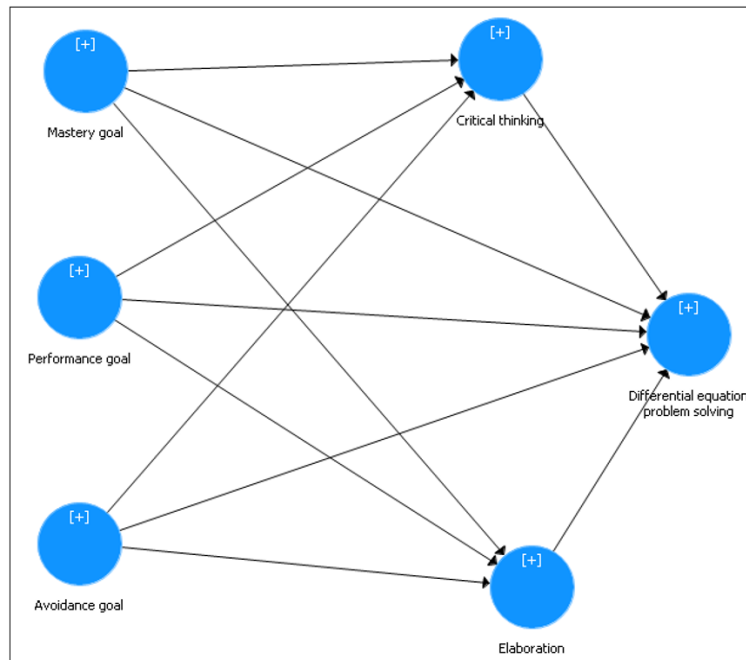 [+]
Mastery goal
[+]
Critical thinking
[+]
Performance goal
[+]
Differential equation
problem solving
[+]
Avoidance goal
[+]
Elaboration